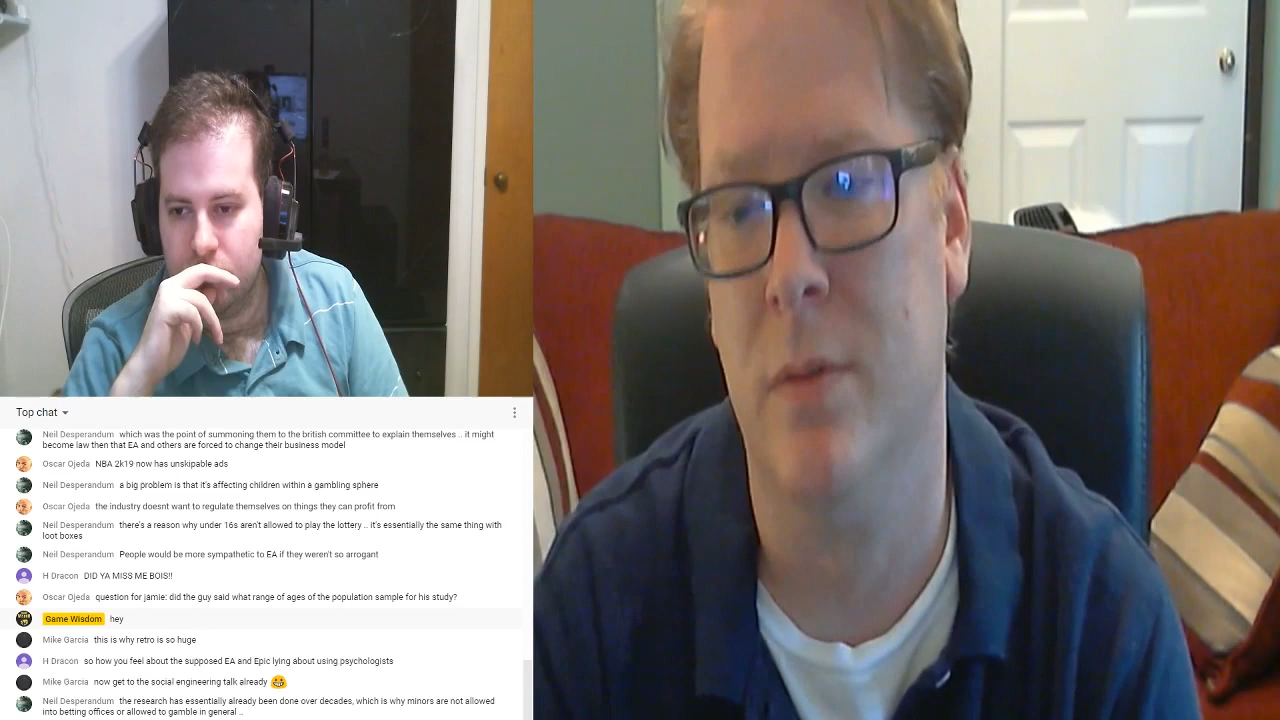 Top chat
Neil Desperandum which was the point of summoning them to the british committee to explain themselves .. it might
become law then that EA and others are forced to change their business model
Oscar Ojeda NBA 2k19 now has unskipable ads
Neil Desperandum a big problem is that it's affecting children within a gambling sphere
Oscar Ojeda the industry doesnt want to regulate themselves on things they can profit from
Neil Desperandum there's a reason why under 16s aren't allowed to play the lottery .. it's essentially the same thing with
loot boxes
Neil Desperandum People would be more sympathetic to EA if they weren't so arrogant
H Dracon DID YA MISS ME BOIS!!
Oscar Ojeda question for jamie: did the guy said what range of ages of the population sample for his study?
Game Wisdom hey
Mike Garcia this is why retro is so huge
H Dracon so how you feel about the supposed EA and Epic lying about using psychologists
Mike Garcia now get to the social engineering talk already 😂
Neil Desperandum the research has essentially already been done over decades, which is why minors are not allowed
into betting offices or allowed to gamble in general ..